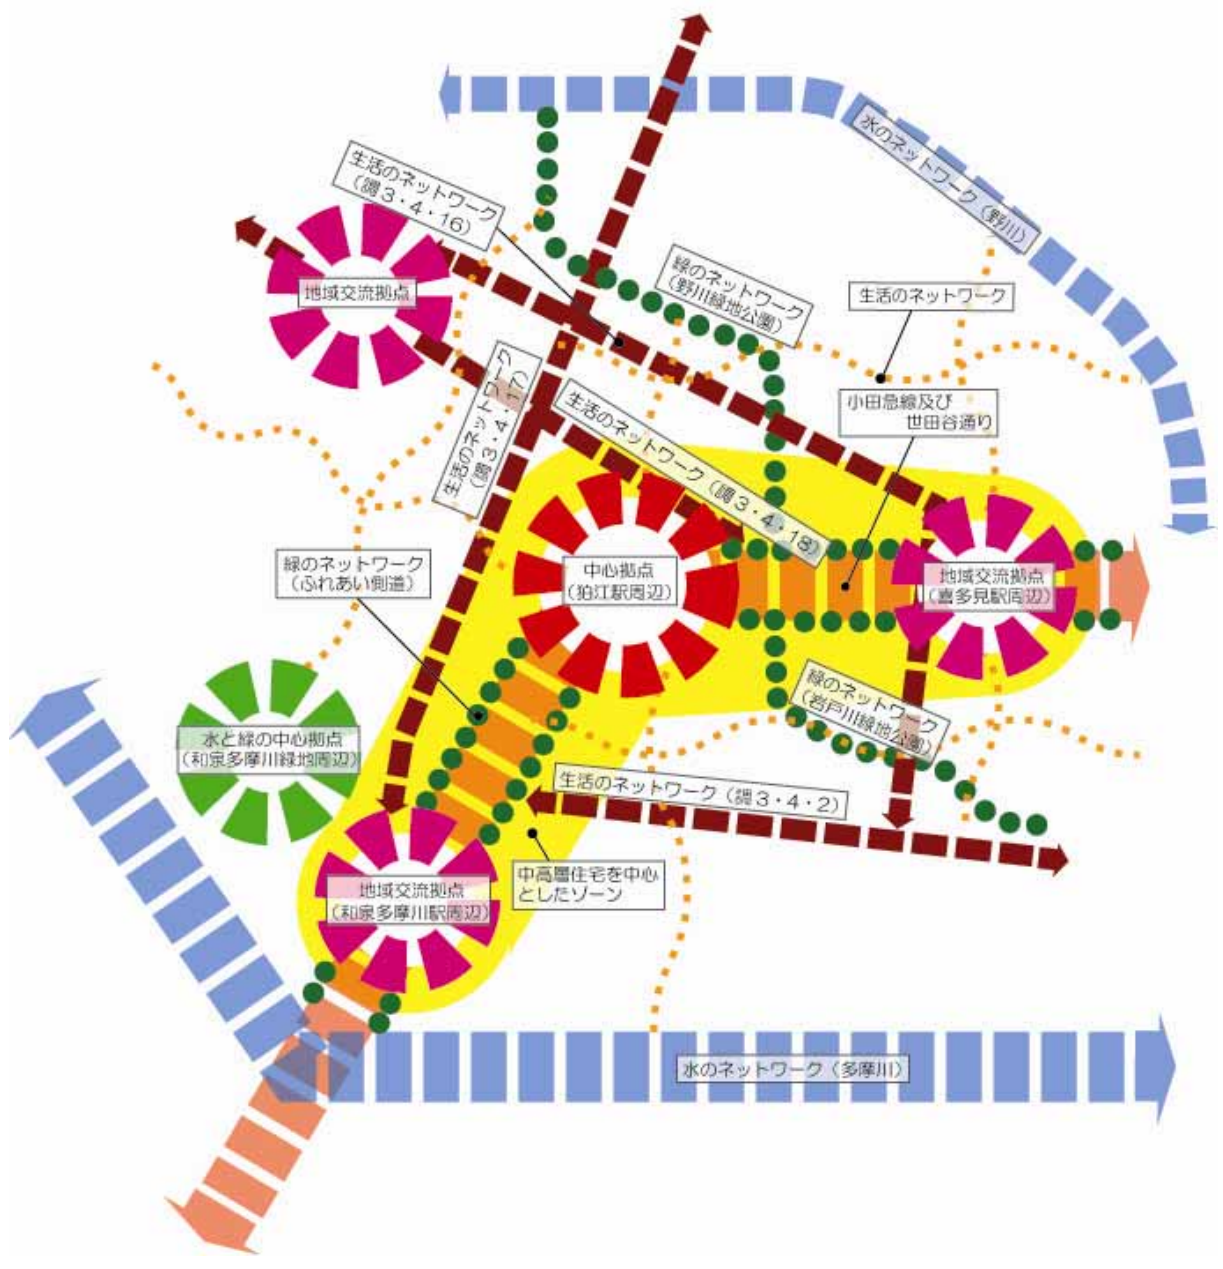 水のネットワーク（野川）
生活のネットワーク
（調３・４・16）
緑のネットワーク
（野川緑地公園）
地域交流拠点
生活のネットワーク
生活のネットワーク
（調３・４・17）
小田急線及び
世田谷通り
生活のネットワーク（調３・４・18）
緑のネットワーク
（ふれあい側道）
中心拠点
（狛江駅周辺）
地域交流拠点
（喜多見駅周辺）
緑のネットワーク
（岩戸川緑地公園）
水と緑の中心拠点
（和泉多摩川緑地周辺）
生活のネットワーク（調３・４・２）
中高層住宅を中心
としたゾーン
地域交流拠点
（和泉多摩川駅周辺）
水のネットワーク（多摩川）